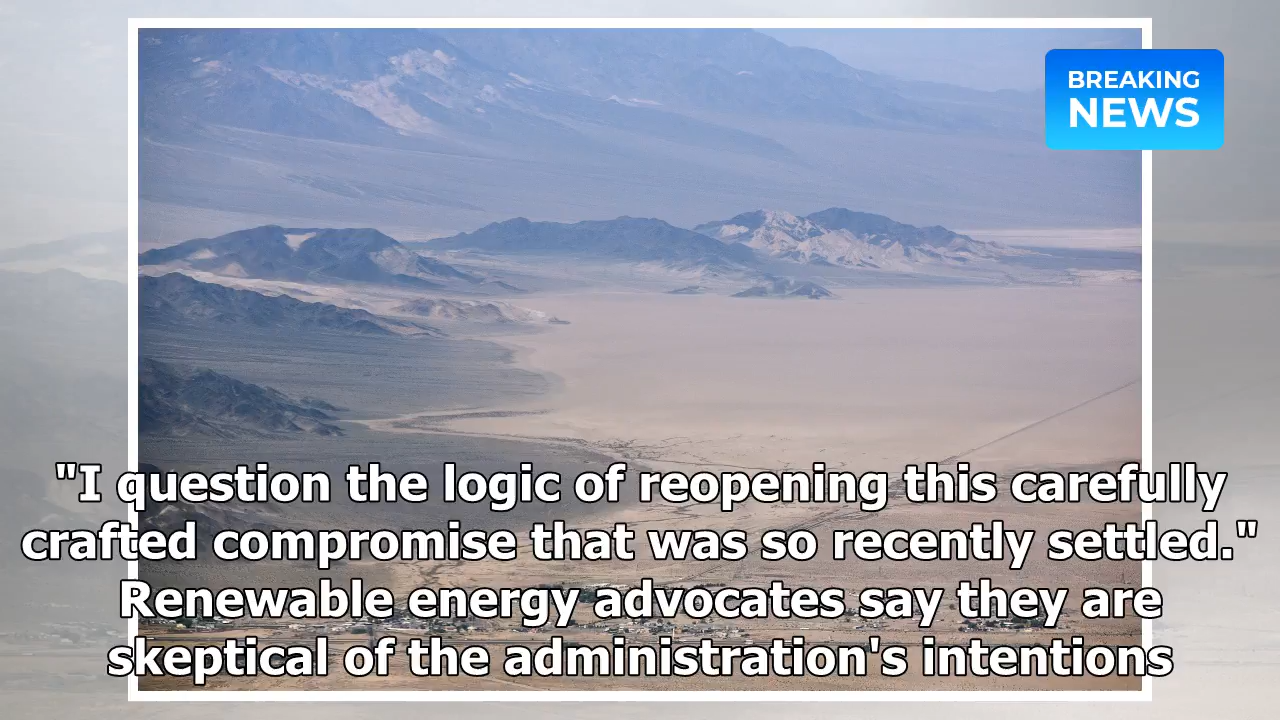 BREAKING
NEWS
"I question the logic of reopening this carefully
crafted compromise that was so recently settled."
Renewable energy advocates say they are
skeptical of the administration's intentions